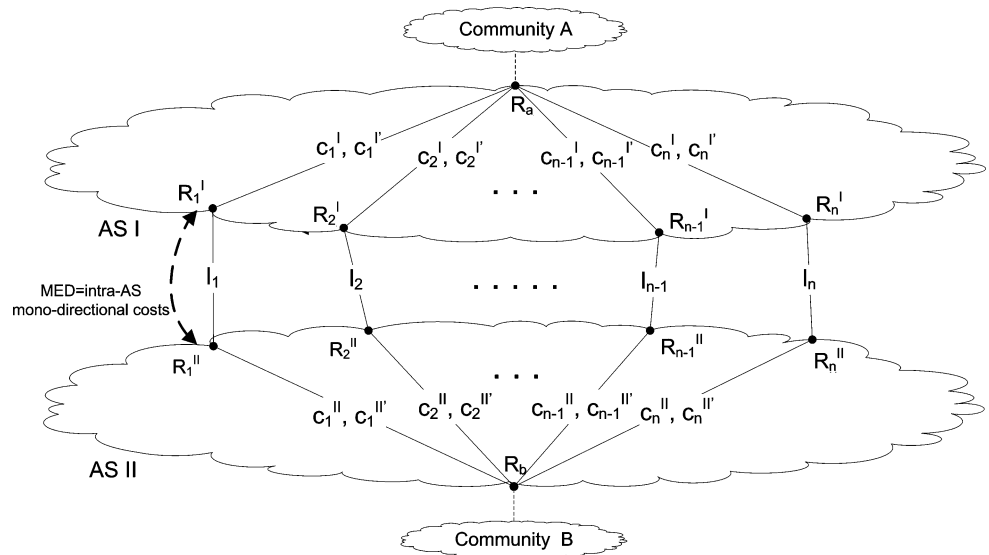 Community A
Rₐ
c₁ᴵ, c₁ᴵ'
c₂ᴵ, c₂ᴵ'
cₙ₋₁ᴵ, cₙ₋₁ᴵ'
cₙᴵ, cₙᴵ'
. . .
R₁ᴵ
R₂ᴵ
Rₙ₋₁ᴵ
Rₙᴵ
AS I
l₁
l₂
. . . . .
lₙ₋₁
lₙ
MED=intra-AS
mono-directional costs
R₁ᴵᴵ
R₂ᴵᴵ
Rₙ₋₁ᴵᴵ
Rₙᴵᴵ
. . .
c₁ᴵᴵ, c₁ᴵᴵ'
c₂ᴵᴵ, c₂ᴵᴵ'
cₙ₋₁ᴵᴵ, cₙ₋₁ᴵᴵ'
cₙᴵᴵ, cₙᴵᴵ'
AS II
R_b
Community B